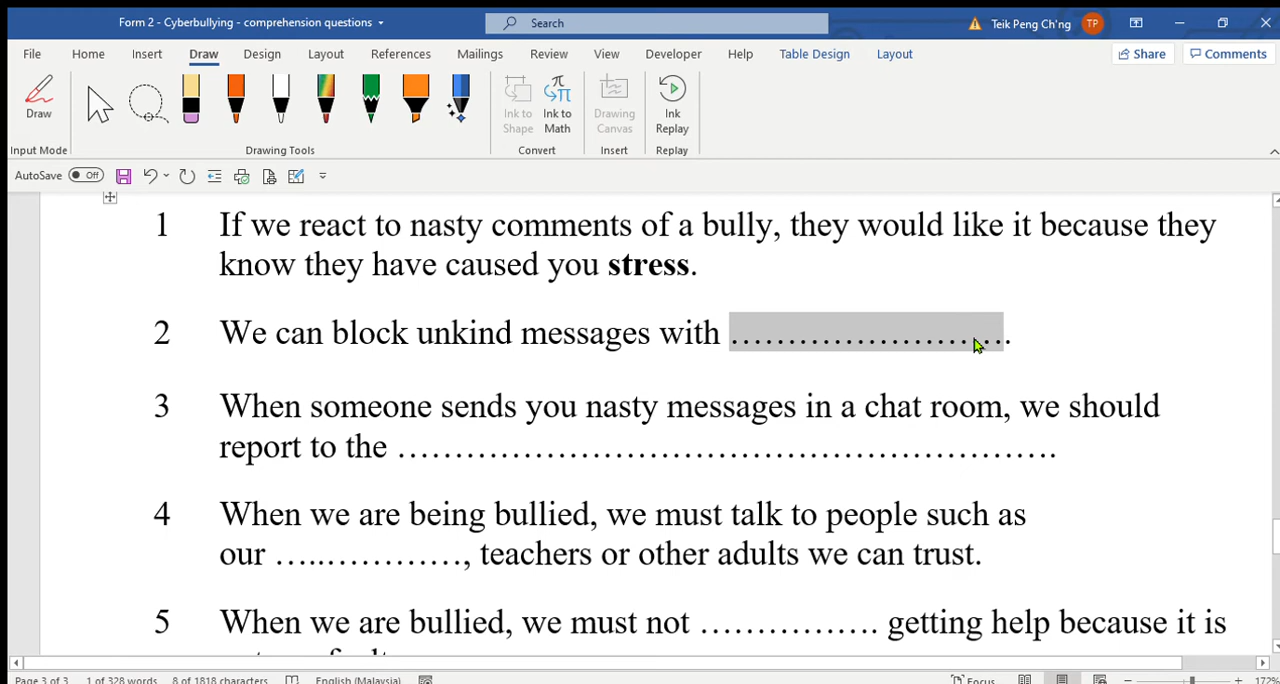 Form 2 - Cyberbullying - comprehension questions
Search
Teik Peng Ch'ng TP
File Home Insert Draw Design Layout References Mailings Review View Developer Help Table Design Layout Share Comments
Draw
Ink to Shape
Ink to Math
Drawing Canvas
Ink Replay
Input Mode Drawing Tools Convert Insert Replay
AutoSave Off
1 If we react to nasty comments of a bully, they would like it because they
know they have caused you stress.
2 We can block unkind messages with …………………….
3 When someone sends you nasty messages in a chat room, we should
report to the ………………………………………………….
4 When we are being bullied, we must talk to people such as
our …..…………, teachers or other adults we can trust.
5 When we are bullied, we must not ……………. getting help because it is
Page 3 of 3 1 of 328 words 8 of 1818 characters English (Malaysia) Focus 172%